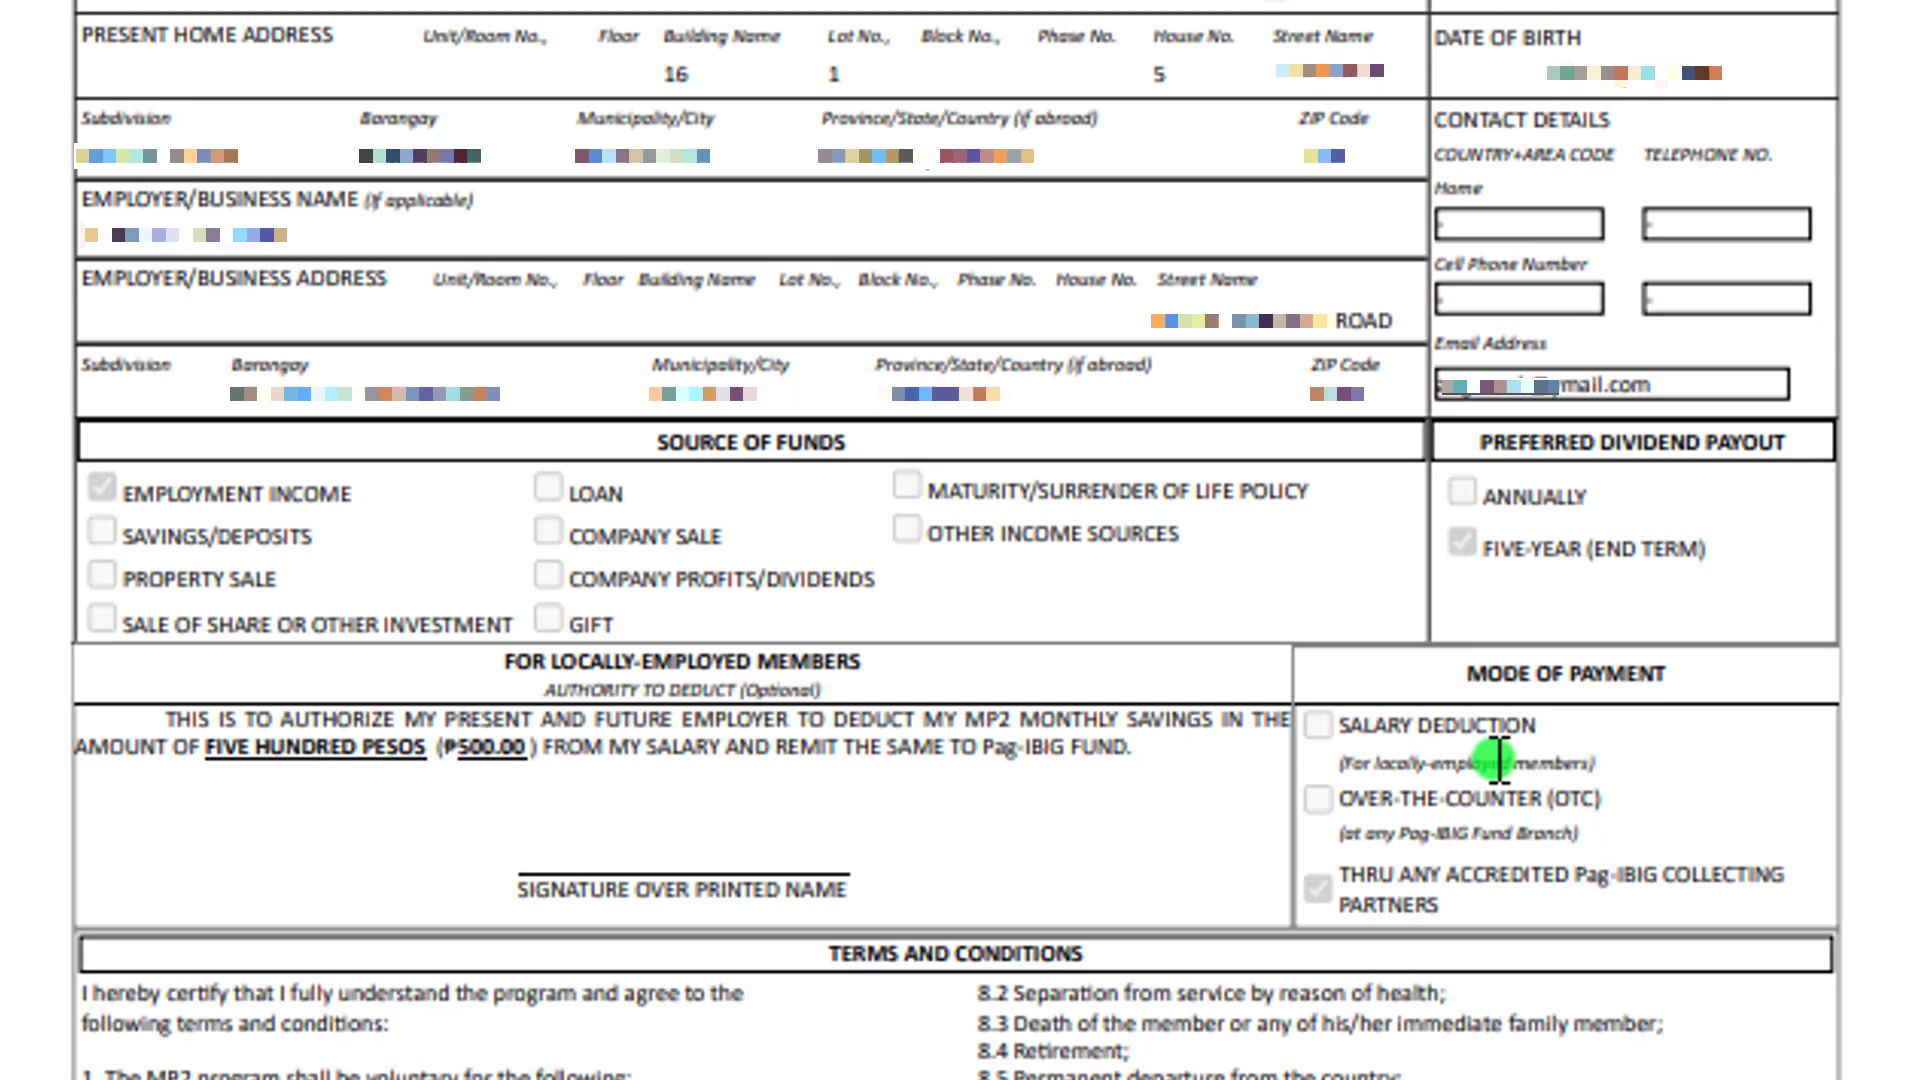 PRESENT HOME ADDRESS Unit/Room No., Floor Building Name Lot No., Block No., Phase No. House No. Street Name
16 1 5
Subdivision Barangay Municipality/City Province/State/Country (if abroad) ZIP Code
EMPLOYER/BUSINESS NAME (If applicable)
EMPLOYER/BUSINESS ADDRESS Unit/Room No., Floor Building Name Lot No., Block No., Phase No. House No. Street Name
ROAD
Subdivision Barangay Municipality/City Province/State/Country (if abroad) ZIP Code
DATE OF BIRTH
CONTACT DETAILS
COUNTRY+AREA CODE TELEPHONE NO.
Home
Cell Phone Number
Email Address
mail.com
SOURCE OF FUNDS
EMPLOYMENT INCOME LOAN MATURITY/SURRENDER OF LIFE POLICY
SAVINGS/DEPOSITS COMPANY SALE OTHER INCOME SOURCES
PROPERTY SALE COMPANY PROFITS/DIVIDENDS
SALE OF SHARE OR OTHER INVESTMENT GIFT
PREFERRED DIVIDEND PAYOUT
ANNUALLY
FIVE-YEAR (END TERM)
FOR LOCALLY-EMPLOYED MEMBERS
AUTHORITY TO DEDUCT (Optional)
THIS IS TO AUTHORIZE MY PRESENT AND FUTURE EMPLOYER TO DEDUCT MY MP2 MONTHLY SAVINGS IN THE
AMOUNT OF FIVE HUNDRED PESOS (₱500.00 ) FROM MY SALARY AND REMIT THE SAME TO Pag-IBIG FUND.
SIGNATURE OVER PRINTED NAME
MODE OF PAYMENT
SALARY DEDUCTION
(For locally-employed members)
OVER-THE-COUNTER (OTC)
(at any Pag-IBIG Fund Branch)
THRU ANY ACCREDITED Pag-IBIG COLLECTING
PARTNERS
TERMS AND CONDITIONS
I hereby certify that I fully understand the program and agree to the
following terms and conditions:
1. The MP2 program shall be voluntary for the following:
8.2 Separation from service by reason of health;
8.3 Death of the member or any of his/her immediate family member;
8.4 Retirement;
8.5 Permanent departure from the country;